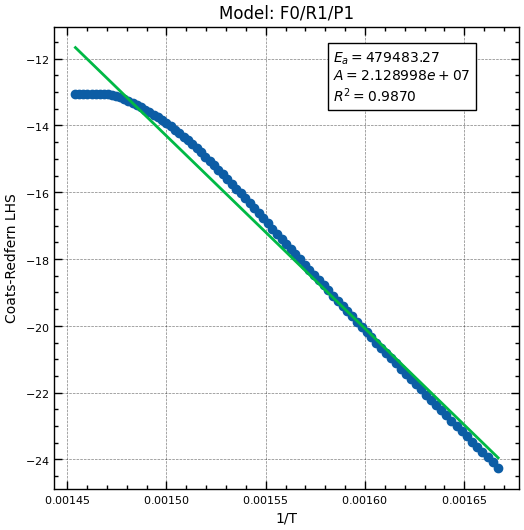 Model: F0/R1/P1
E_a = 479483.27
A = 2.128998e + 07
R^2 = 0.9870
Coats-Redfern LHS
−12
−14
−16
−18
−20
−22
−24
0.00145 0.00150 0.00155 0.00160 0.00165
1/T